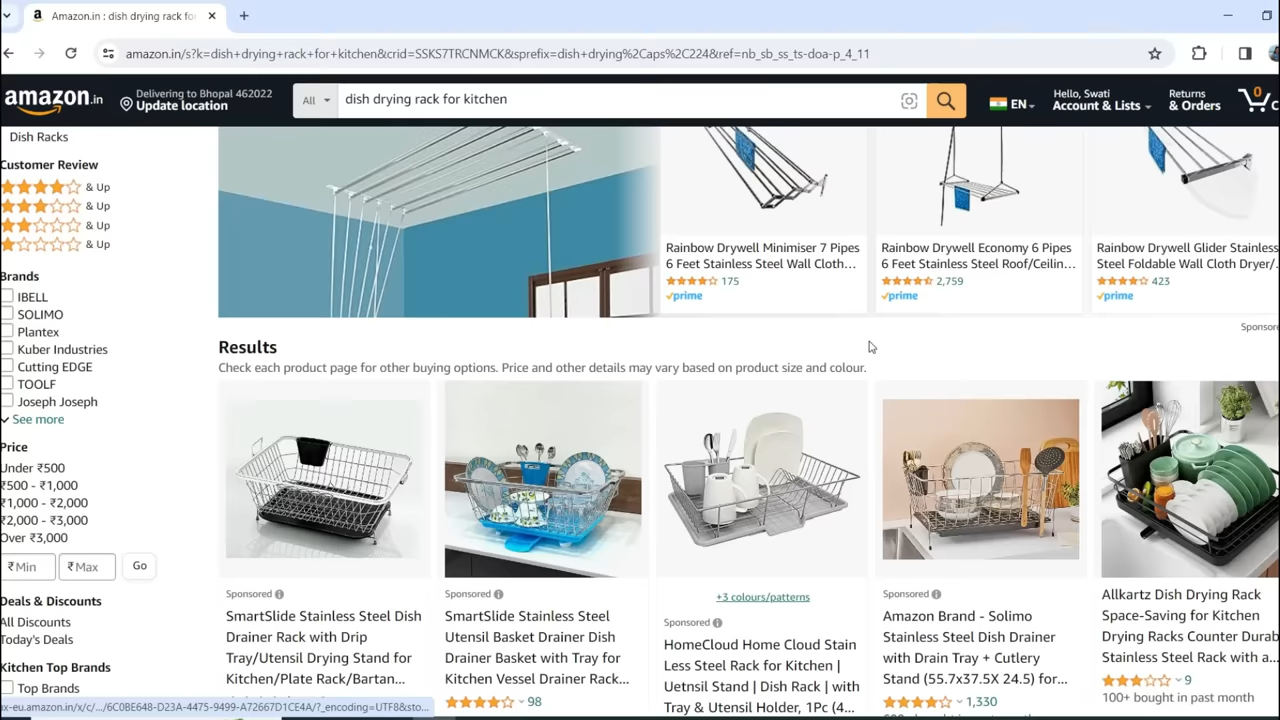 Amazon.in : dish drying rack fo
amazon.in/s?k=dish+drying+rack+for+kitchen&crid=SSKS7TRCNMCK&sprefix=dish+drying%2Caps%2C224&ref=nb_sb_ss_ts-doa-p_4_11
amazon.in
Delivering to Bhopal 462022
Update location
All
dish drying rack for kitchen
EN
Hello, Swati
Account & Lists
Returns
& Orders
0
Dish Racks
Customer Review
& Up
& Up
& Up
& Up
Brands
IBELL
SOLIMO
Plantex
Kuber Industries
Cutting EDGE
TOOLF
Joseph Joseph
See more
Price
Under ₹500
₹500 - ₹1,000
₹1,000 - ₹2,000
₹2,000 - ₹3,000
Over ₹3,000
₹Min
₹Max
Go
Deals & Discounts
All Discounts
Today's Deals
Kitchen Top Brands
Top Brands
Rainbow Drywell Minimiser 7 Pipes
6 Feet Stainless Steel Wall Cloth...
175
prime
Rainbow Drywell Economy 6 Pipes
6 Feet Stainless Steel Roof/Ceilin...
2,759
prime
Rainbow Drywell Glider Stainless
Steel Foldable Wall Cloth Dryer/
423
prime
Sponsor
Results
Check each product page for other buying options. Price and other details may vary based on product size and colour.
Sponsored
SmartSlide Stainless Steel Dish
Drainer Rack with Drip
Tray/Utensil Drying Stand for
Kitchen/Plate Rack/Bartan...
Sponsored
SmartSlide Stainless Steel
Utensil Basket Drainer Dish
Drainer Basket with Tray for
Kitchen Vessel Drainer Rack...
98
+3 colours/patterns
Sponsored
HomeCloud Home Cloud Stain
Less Steel Rack for Kitchen |
Uetnsil Stand | Dish Rack | with
Tray & Utensil Holder, 1Pc (4...
Sponsored
Amazon Brand - Solimo
Stainless Steel Dish Drainer
with Drain Tray + Cutlery
Stand (55.7x37.5X 24.5) for...
1,330
Allkartz Dish Drying Rack
Space-Saving for Kitchen
Drying Racks Counter Durab
Stainless Steel Rack with a...
9
100+ bought in past month
ax-eu.amazon.in/x/c/.../6C0BE648-D23A-4475-9499-A72667D1CE4A/?_encoding=UTF8&sto...